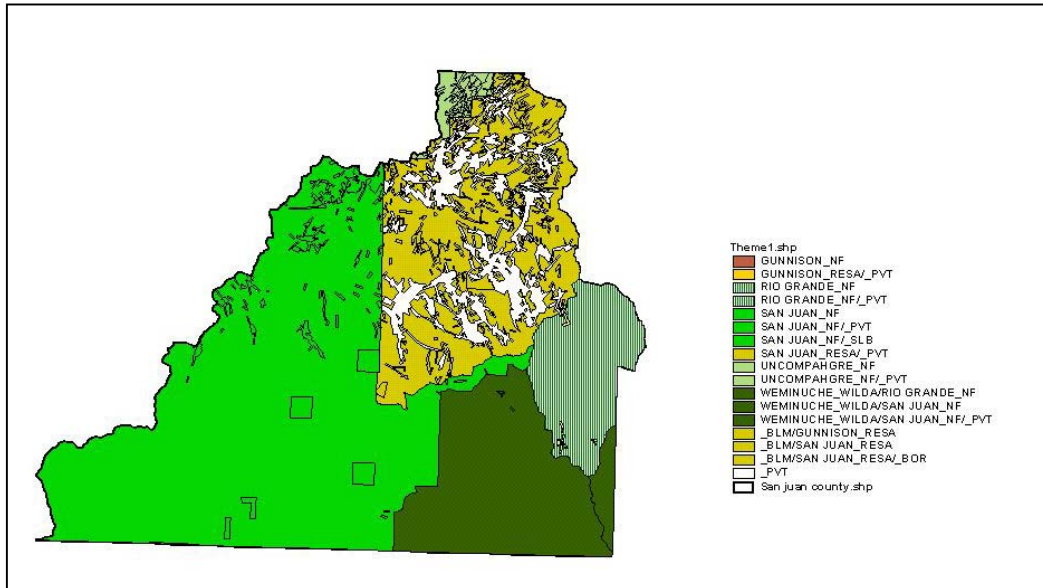 Theme1.shp
GUNNISON_NF
GUNNISON_RESA/_PVT
RIO GRANDE_NF
RIO GRANDE_NF/_PVT
SAN JUAN_NF
SAN JUAN_NF/_PVT
SAN JUAN_NF/_SLB
SAN JUAN_RESA/_PVT
UNCOMPAHGRE_NF
UNCOMPAHGRE_NF/_PVT
WEMINUCHE_WILDA/RIO GRANDE_NF
WEMINUCHE_WILDA/SAN JUAN_NF
WEMINUCHE_WILDA/SAN JUAN_NF/_PVT
_BLM/GUNNISON_RESA
_BLM/SAN JUAN_RESA
_BLM/SAN JUAN_RESA/_BOR
_PVT
San juan county.shp